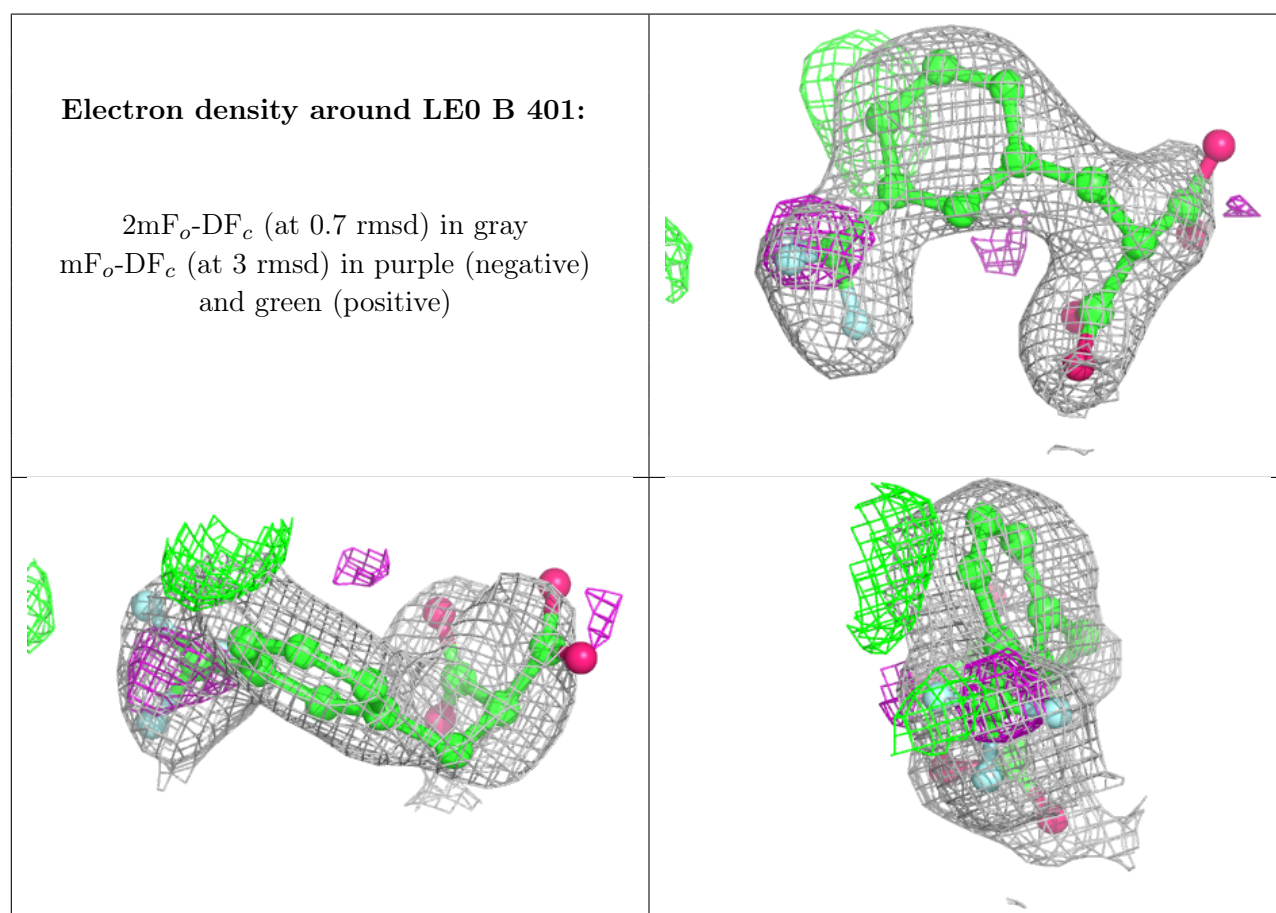 Electron density around LE0 B 401:
2mFo-DFc (at 0.7 rmsd) in gray
mFo-DFc (at 3 rmsd) in purple (negative)
and green (positive)